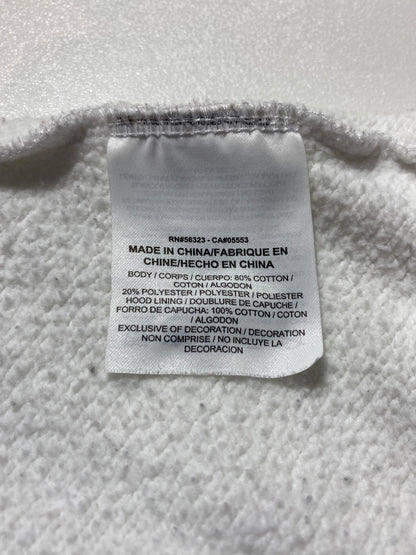 RN#56323 - CA#05553
MADE IN CHINA/FABRIQUE EN
CHINE/HECHO EN CHINA
BODY / CORPS / CUERPO: 80% COTTON /
COTON / ALGODON
20% POLYESTER / POLYESTER / POLIESTER
HOOD LINING / DOUBLURE DE CAPUCHE /
FORRO DE CAPUCHA: 100% COTTON / COTON
/ ALGODON
EXCLUSIVE OF DECORATION / DECORATION
NON COMPRISE / NO INCLUYE LA
DECORACION